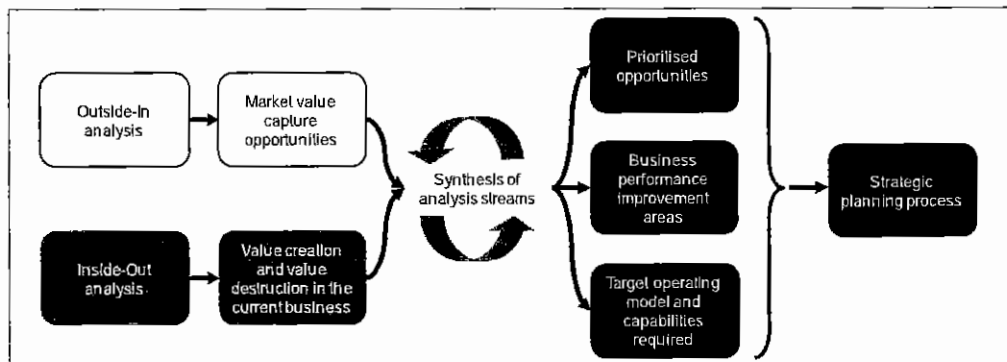 Outside-In
analysis
Market value
capture
opportunities
Inside-Out
analysis
Value creation
and value
destruction in the
current business
Synthesis of
analysis streams
Prioritised
opportunities
Business
performance
improvement
areas
Target operating
model and
capabilities
required
Strategic
planning process